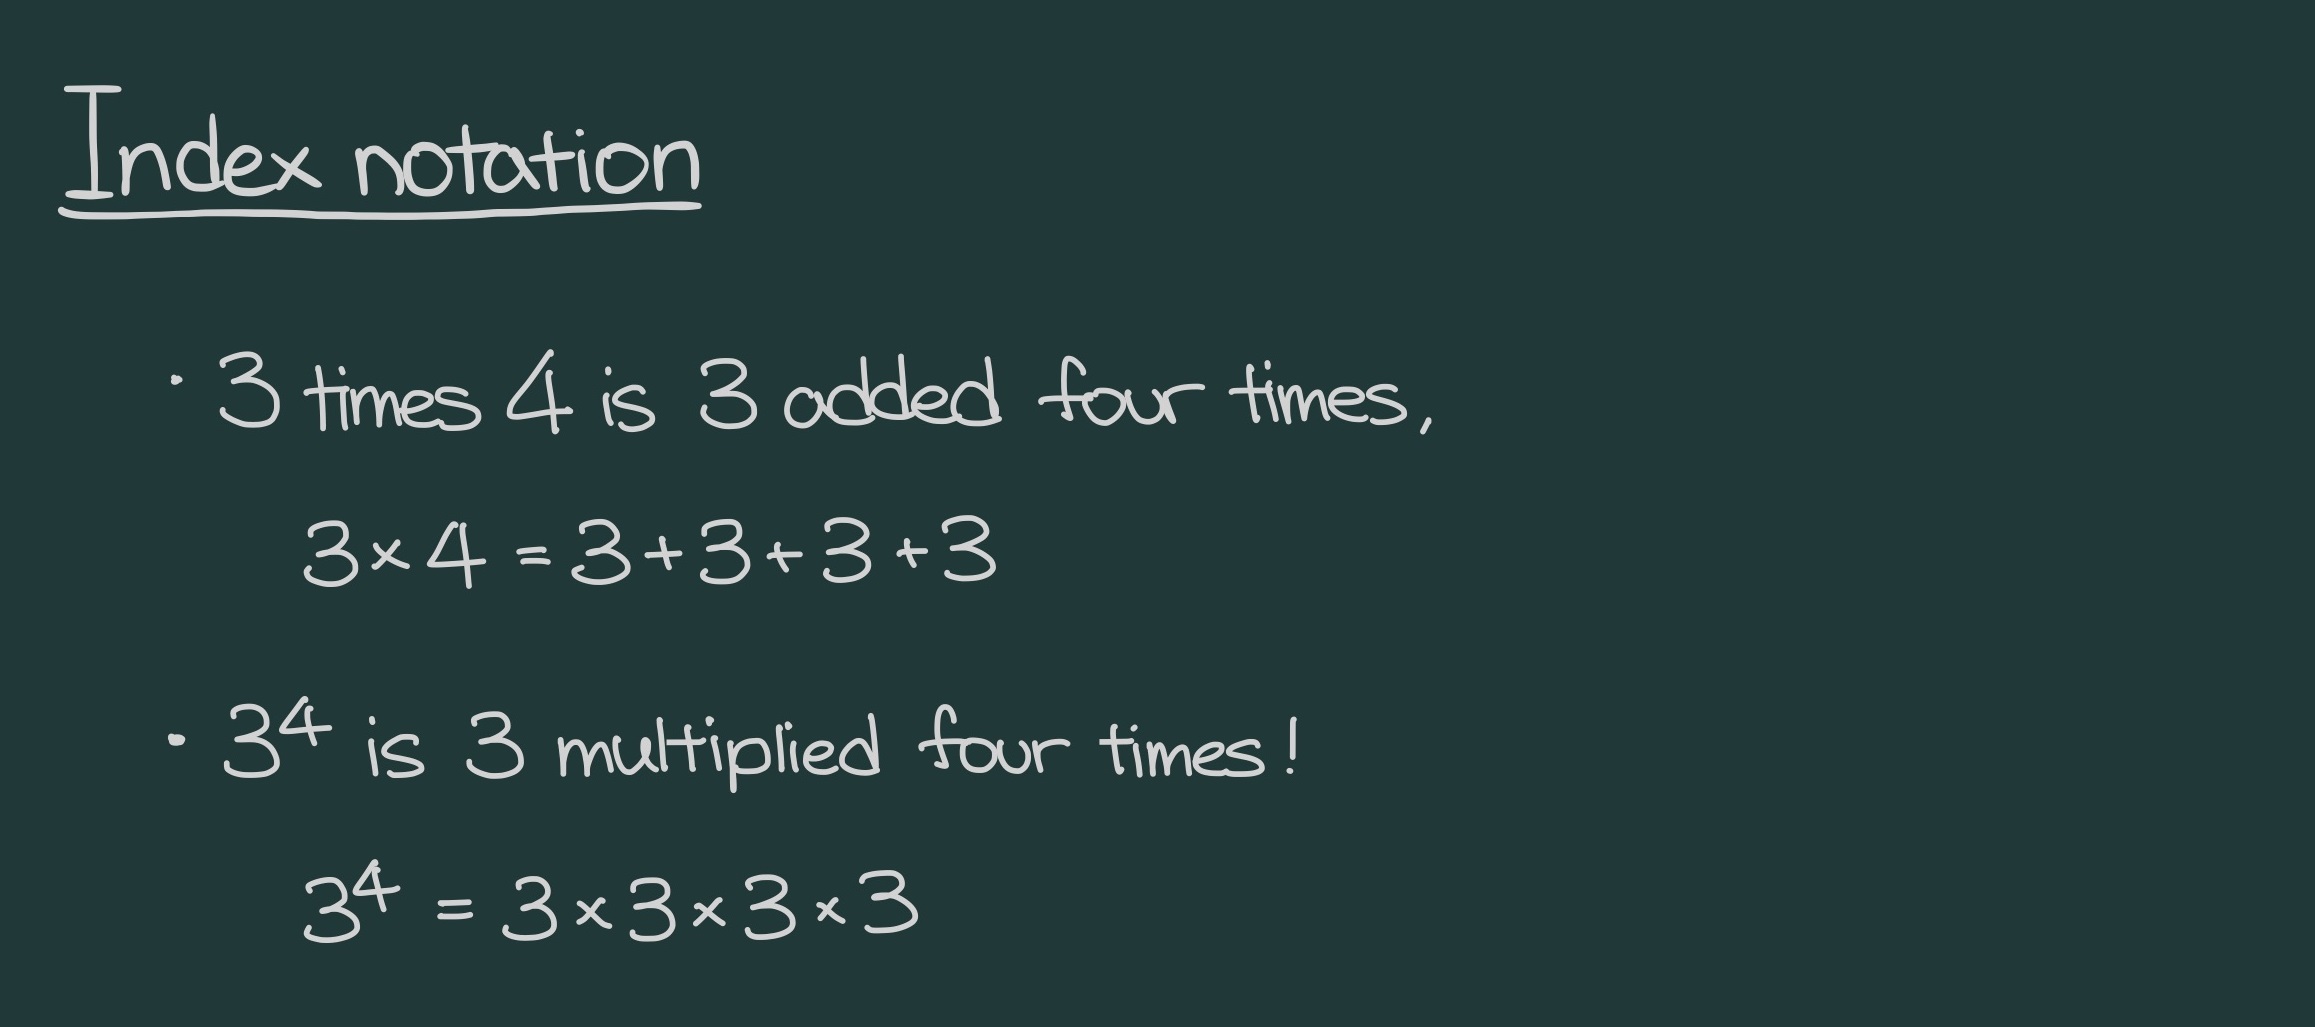 Index notation
· 3 times 4 is 3 added four times,
3×4 = 3+3+3+3
· 3⁴ is 3 multiplied four times!
3⁴ = 3×3×3×3